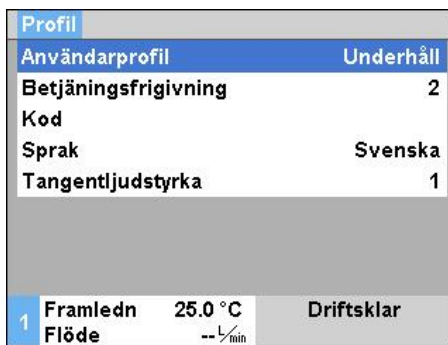 Profil
Användarprofil Underhåll
Betjäningsfrigivning 2
Kod
Sprak Svenska
Tangentljudstyrka 1
1 Framledn 25.0 °C Driftsklar
Flöde -- L/min